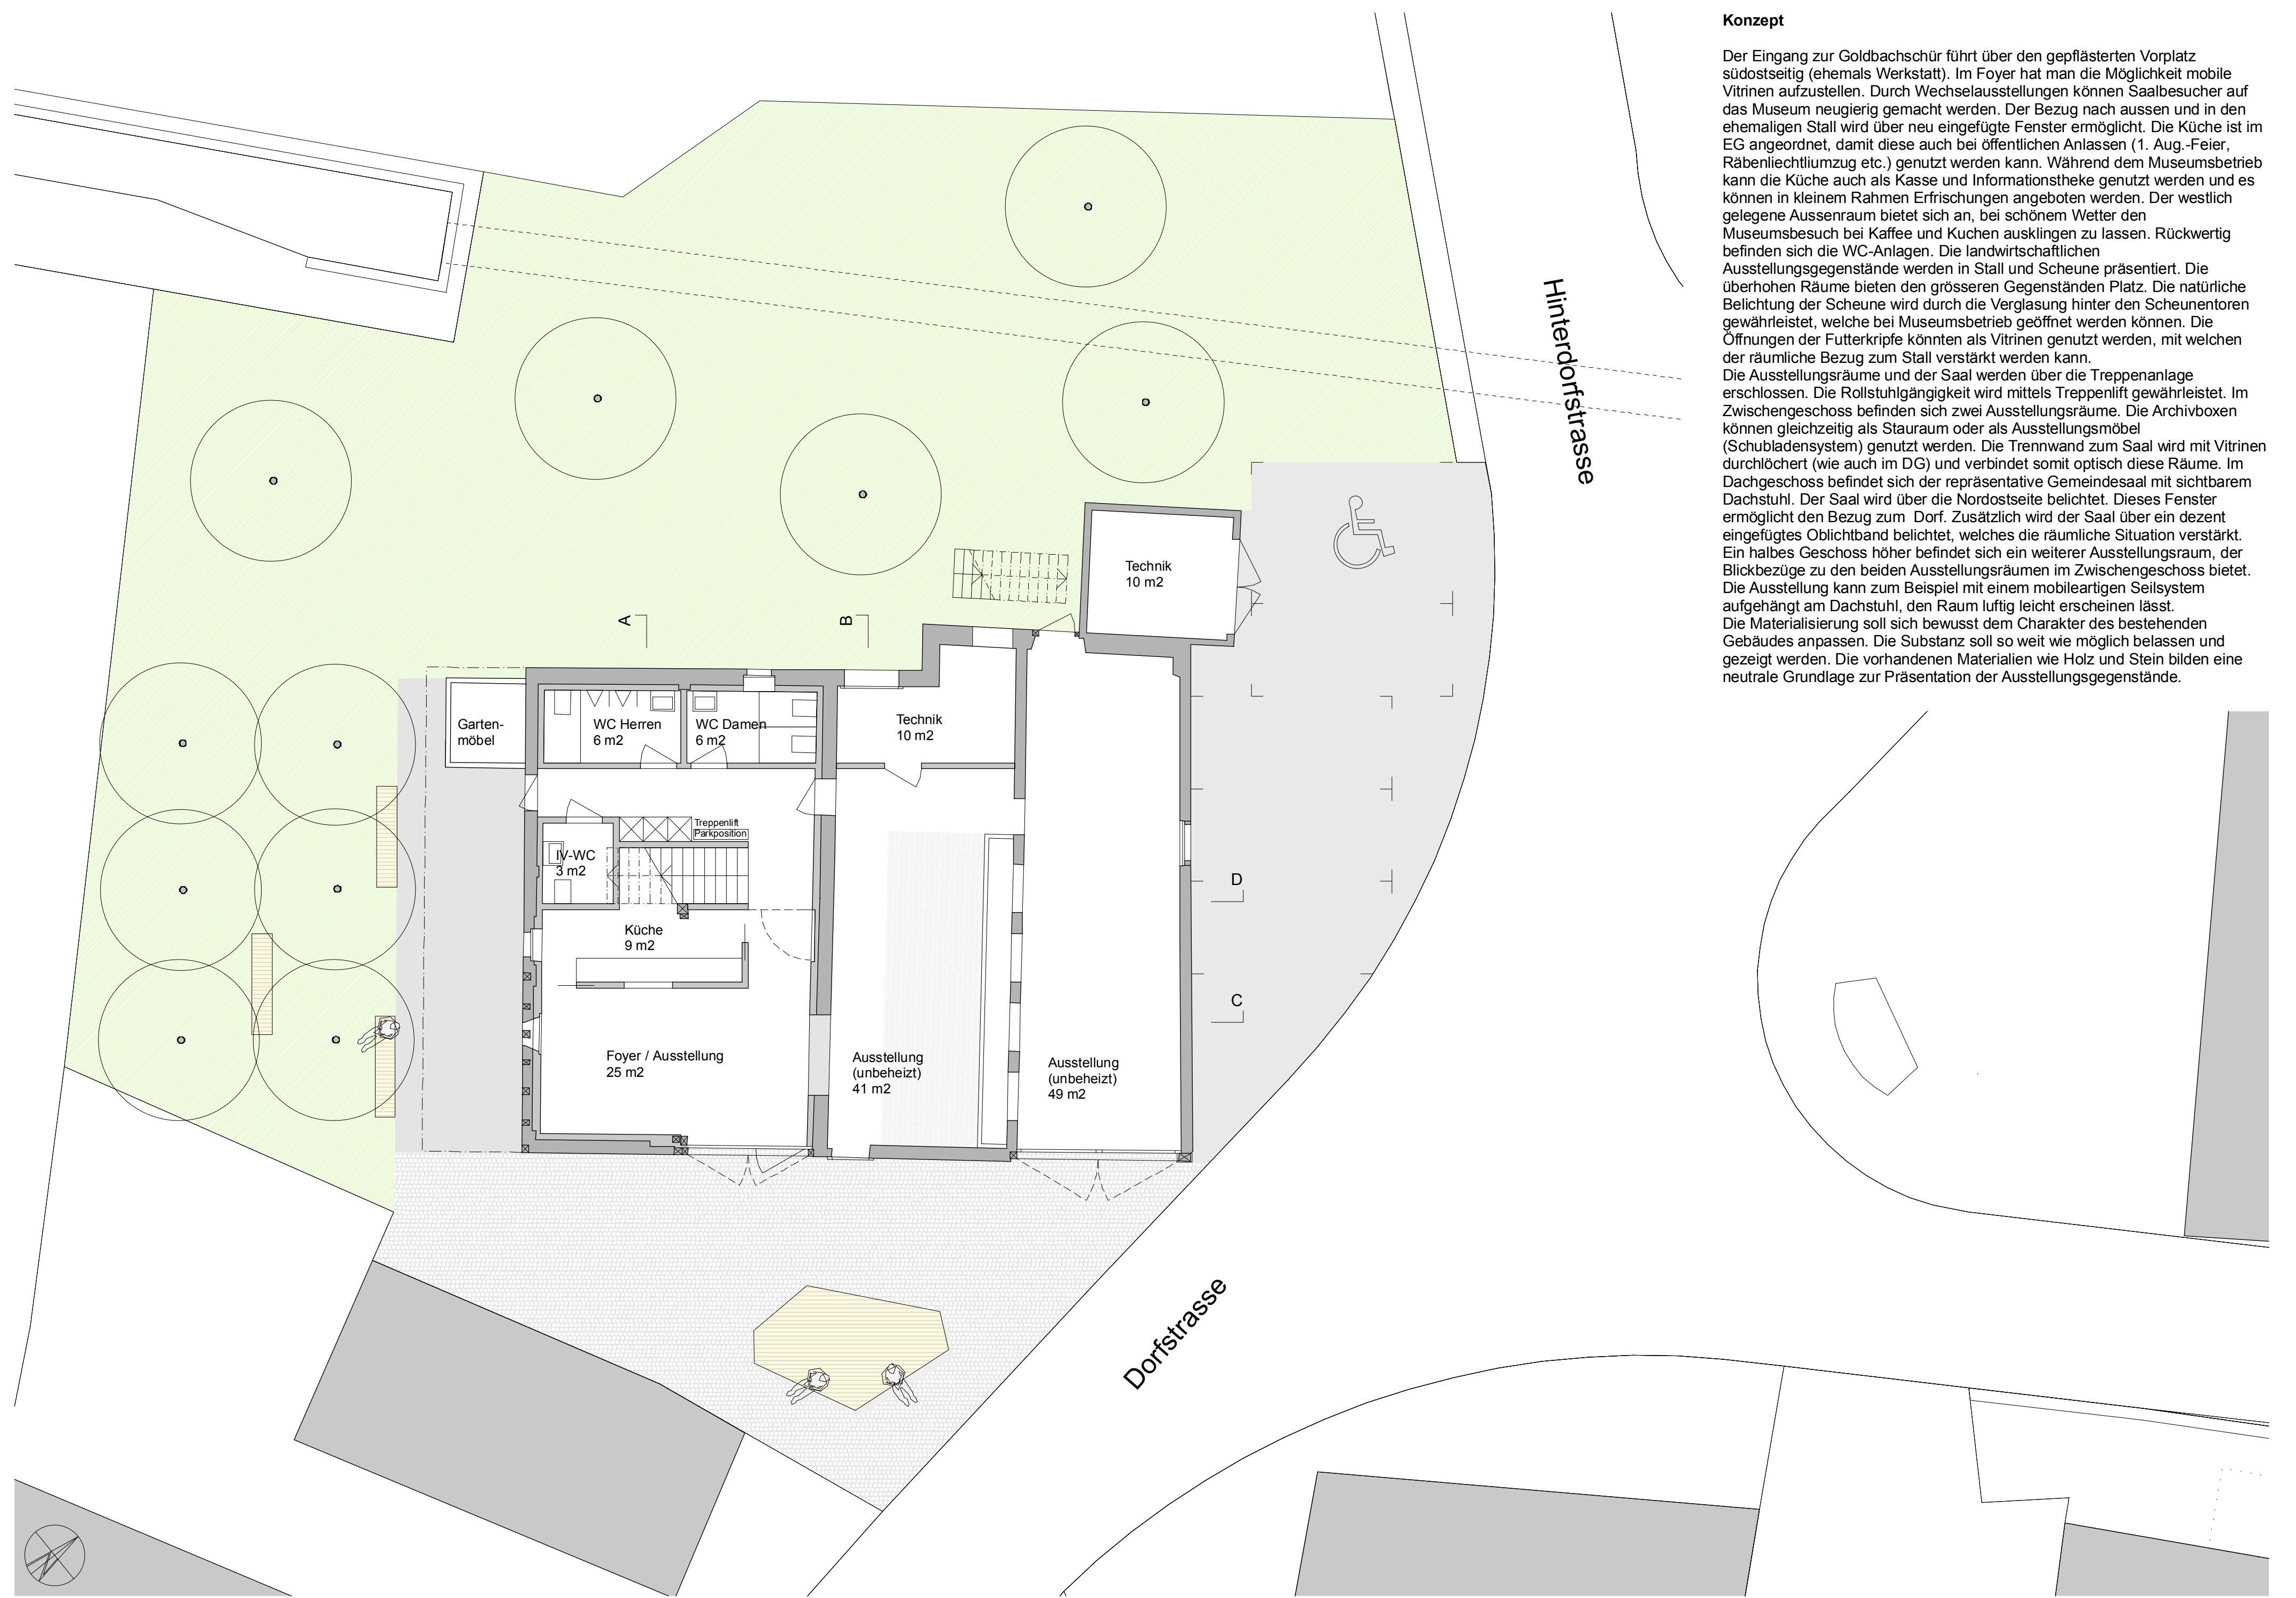 Konzept
Der Eingang zur Goldbachschür führt über den gepflästerten Vorplatz
südostseitig (ehemals Werkstatt). Im Foyer hat man die Möglichkeit mobile
Vitrinen aufzustellen. Durch Wechselausstellungen können Saalbesucher auf
das Museum neugierig gemacht werden. Der Bezug nach aussen und in den
ehemaligen Stall wird über neu eingefügte Fenster ermöglicht. Die Küche ist im
EG angeordnet, damit diese auch bei öffentlichen Anlassen (1. Aug.-Feier,
Räbenliechtliumzug etc.) genutzt werden kann. Während dem Museumsbetrieb
kann die Küche auch als Kasse und Informationstheke genutzt werden und es
können in kleinem Rahmen Erfrischungen angeboten werden. Der westlich
gelegene Aussenraum bietet sich an, bei schönem Wetter den
Museumsbesuch bei Kaffee und Kuchen ausklingen zu lassen. Rückwertig
befinden sich die WC-Anlagen. Die landwirtschaftlichen
Ausstellungsgegenstände werden in Stall und Scheune präsentiert. Die
überhohen Räume bieten den grösseren Gegenständen Platz. Die natürliche
Belichtung der Scheune wird durch die Verglasung hinter den Scheunentoren
gewährleistet, welche bei Museumsbetrieb geöffnet werden können. Die
Öffnungen der Futterkripfe könnten als Vitrinen genutzt werden, mit welchen
der räumliche Bezug zum Stall verstärkt werden kann.
Die Ausstellungsräume und der Saal werden über die Treppenanlage
erschlossen. Die Rollstuhlgängigkeit wird mittels Treppenlift gewährleistet. Im
Zwischengeschoss befinden sich zwei Ausstellungsräume. Die Archivboxen
können gleichzeitig als Stauraum oder als Ausstellungsmöbel
(Schubladensystem) genutzt werden. Die Trennwand zum Saal wird mit Vitrinen
durchlöchert (wie auch im DG) und verbindet somit optisch diese Räume. Im
Dachgeschoss befindet sich der repräsentative Gemeindesaal mit sichtbarem
Dachstuhl. Der Saal wird über die Nordostseite belichtet. Dieses Fenster
ermöglicht den Bezug zum Dorf. Zusätzlich wird der Saal über ein dezent
eingefügtes Oblichtband belichtet, welches die räumliche Situation verstärkt.
Ein halbes Geschoss höher befindet sich ein weiterer Ausstellungsraum, der
Blickbezüge zu den beiden Ausstellungsräumen im Zwischengeschoss bietet.
Die Ausstellung kann zum Beispiel mit einem mobileartigen Seilsystem
aufgehängt am Dachstuhl, den Raum luftig leicht erscheinen lässt.
Die Materialisierung soll sich bewusst dem Charakter des bestehenden
Gebäudes anpassen. Die Substanz soll so weit wie möglich belassen und
gezeigt werden. Die vorhandenen Materialien wie Holz und Stein bilden eine
neutrale Grundlage zur Präsentation der Ausstellungsgegenstände.
Hinterdorfstrasse
Technik
10 m2
A
B
Garten-
möbel
WC Herren
6 m2
WC Damen
6 m2
Technik
10 m2
Treppenlift
Parkposition
IV-WC
3 m2
D
Küche
9 m2
C
Foyer / Ausstellung
25 m2
Ausstellung
(unbeheizt)
41 m2
Ausstellung
(unbeheizt)
49 m2
Dorfstrasse